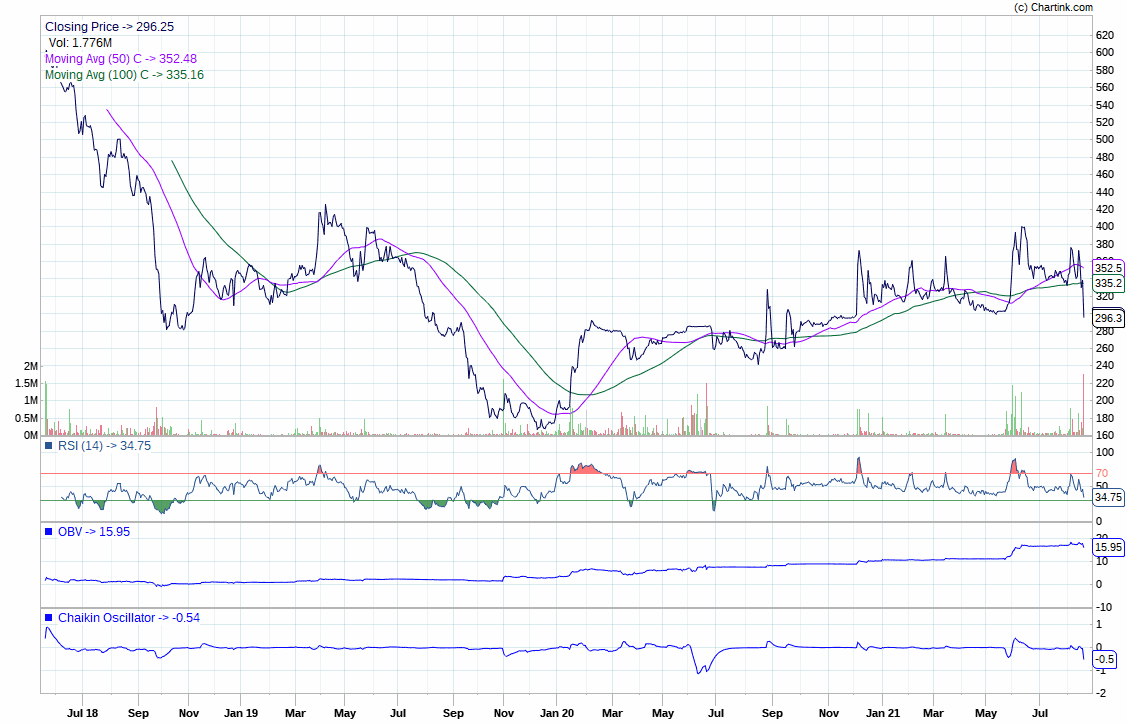 (c) Chartink.com
Closing Price -> 296.25
Vol: 1.776M
Moving Avg (50) C -> 352.48
Moving Avg (100) C -> 335.16
620
600
580
560
540
520
500
480
460
440
420
400
380
352.5
335.2
320
296.3
280
260
240
220
200
180
160
2M
1.5M
1M
0.5M
0M
RSI (14) -> 34.75
100
70
50
34.75
0
OBV -> 15.95
20
15.95
10
0
-10
Chaikin Oscillator -> -0.54
1
0
-0.5
-1
-2
Jul 18 Sep Nov Jan 19 Mar May Jul Sep Nov Jan 20 Mar May Jul Sep Nov Jan 21 Mar May Jul